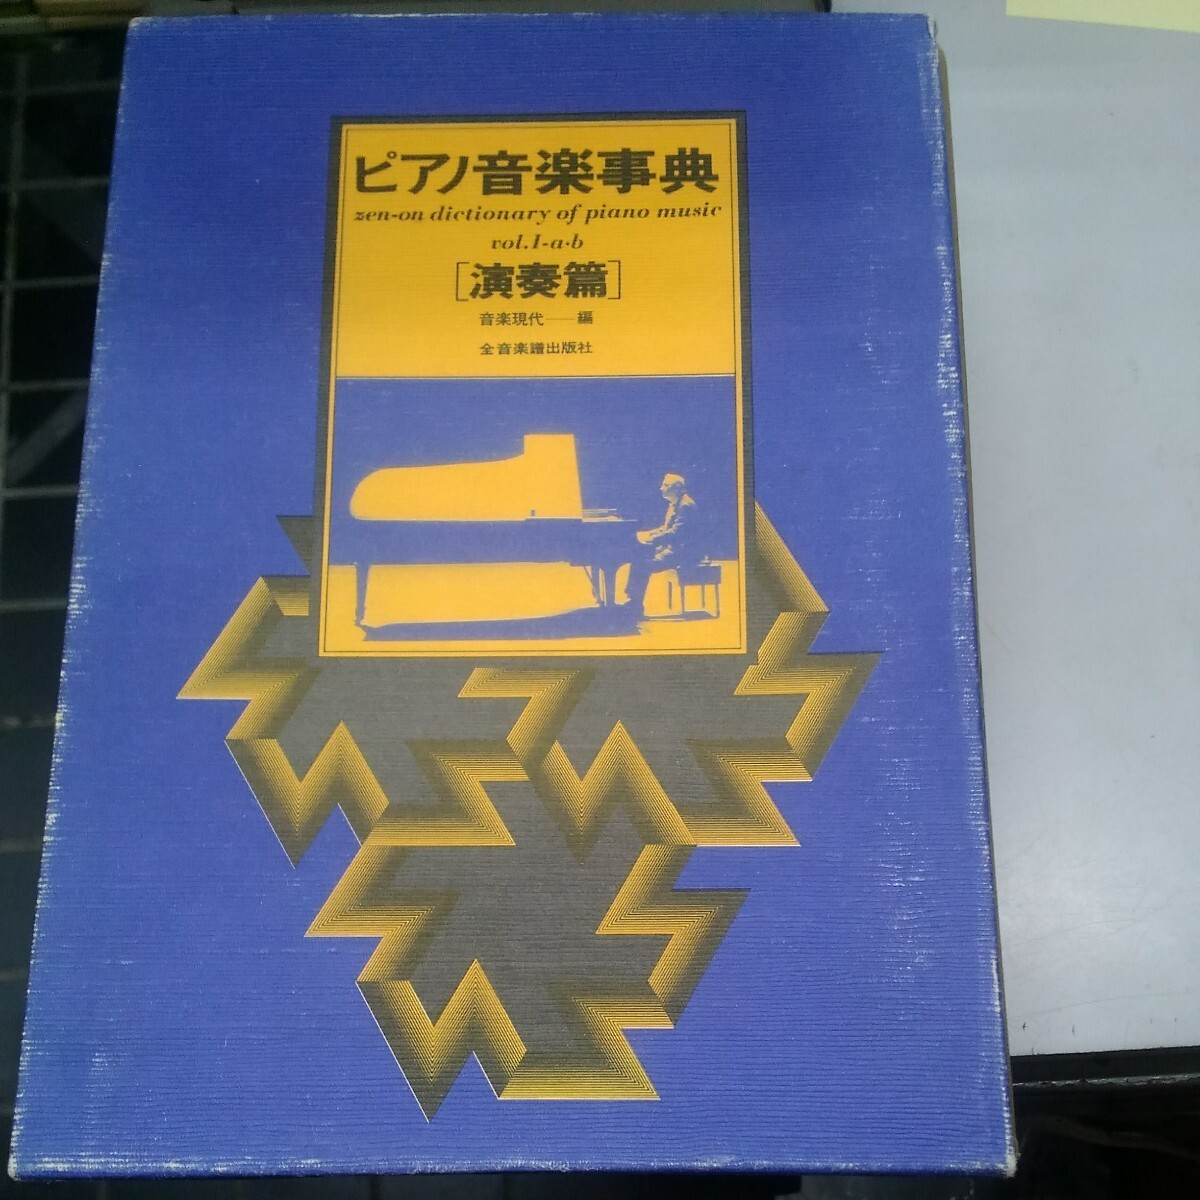 ピアノ音楽事典
zen-on dictionary of piano music
vol.I-a·b
[演奏篇]
音楽現代──編
全音楽譜出版社